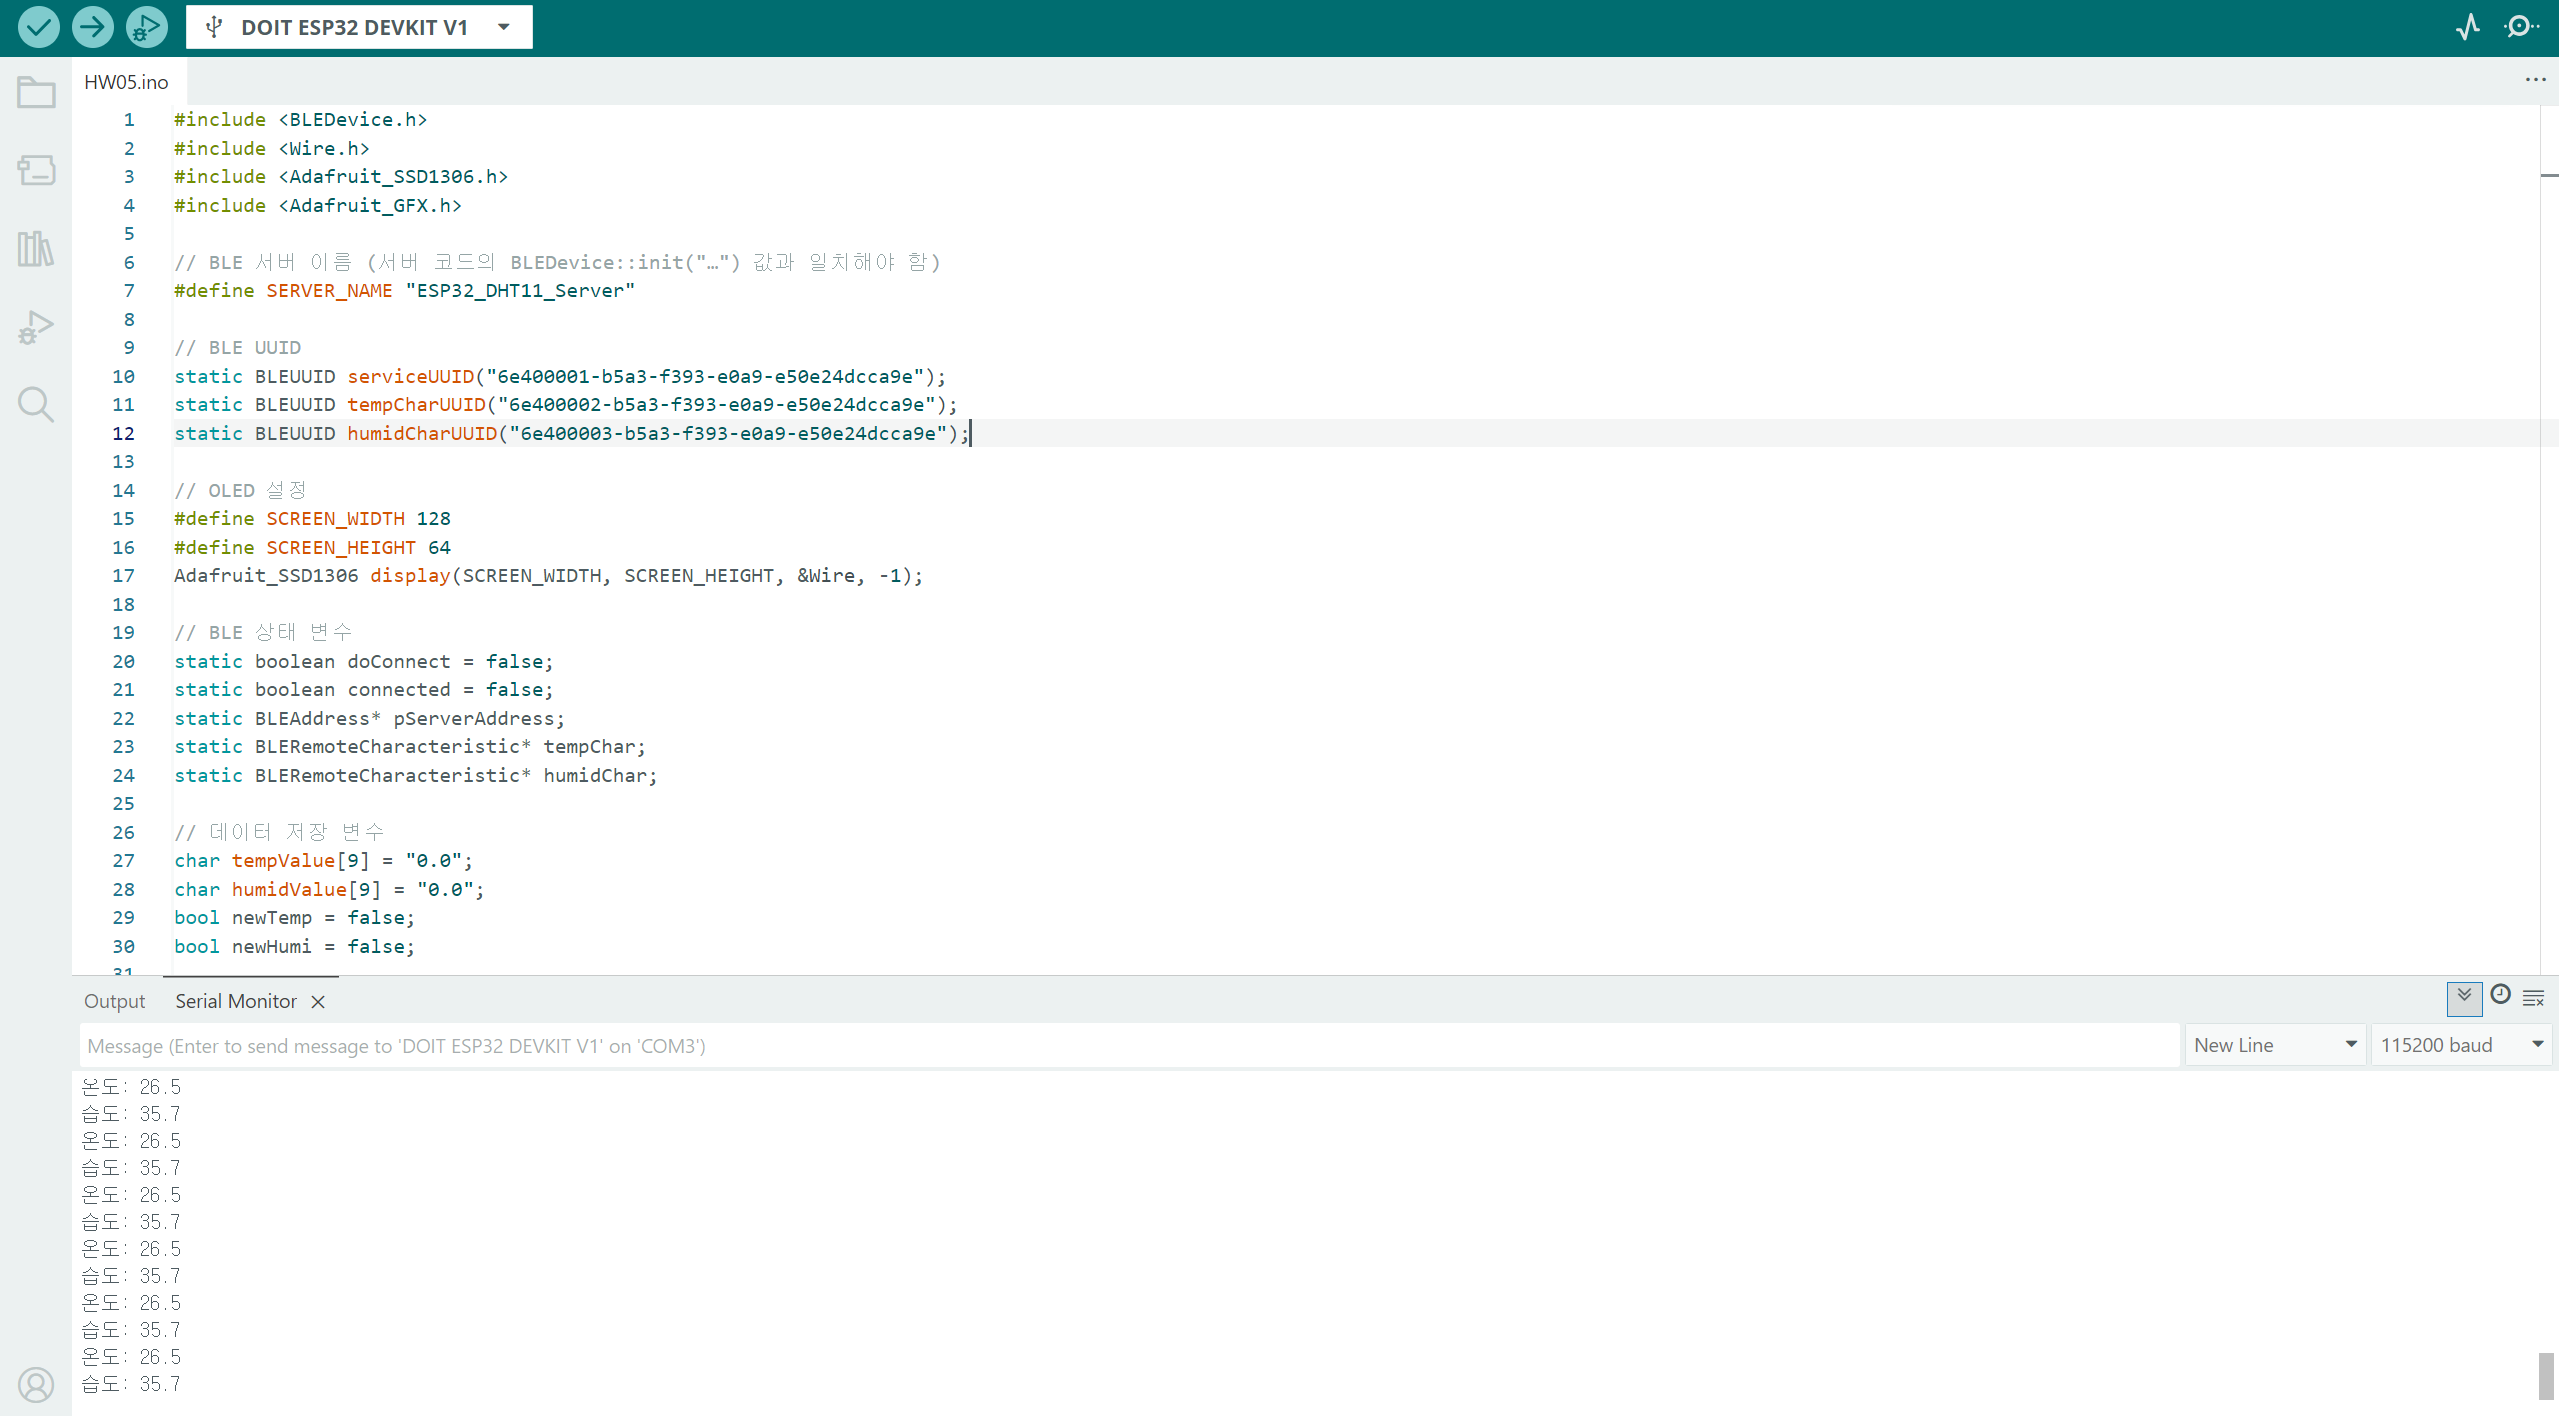 DOIT ESP32 DEVKIT V1
HW05.ino
...
1 #include <BLEDevice.h>
2 #include <Wire.h>
3 #include <Adafruit_SSD1306.h>
4 #include <Adafruit_GFX.h>
5
6 // BLE 서버 이름 (서버 코드의 BLEDevice::init("…") 값과 일치해야 함)
7 #define SERVER_NAME "ESP32_DHT11_Server"
8
9 // BLE UUID
10 static BLEUUID serviceUUID("6e400001-b5a3-f393-e0a9-e50e24dcca9e");
11 static BLEUUID tempCharUUID("6e400002-b5a3-f393-e0a9-e50e24dcca9e");
12 static BLEUUID humidCharUUID("6e400003-b5a3-f393-e0a9-e50e24dcca9e");
13
14 // OLED 설정
15 #define SCREEN_WIDTH 128
16 #define SCREEN_HEIGHT 64
17 Adafruit_SSD1306 display(SCREEN_WIDTH, SCREEN_HEIGHT, &Wire, -1);
18
19 // BLE 상태 변수
20 static boolean doConnect = false;
21 static boolean connected = false;
22 static BLEAddress* pServerAddress;
23 static BLERemoteCharacteristic* tempChar;
24 static BLERemoteCharacteristic* humidChar;
25
26 // 데이터 저장 변수
27 char tempValue[9] = "0.0";
28 char humidValue[9] = "0.0";
29 bool newTemp = false;
30 bool newHumi = false;
31
Output Serial Monitor
Message (Enter to send message to 'DOIT ESP32 DEVKIT V1' on 'COM3') New Line 115200 baud
온도: 26.5
습도: 35.7
온도: 26.5
습도: 35.7
온도: 26.5
습도: 35.7
온도: 26.5
습도: 35.7
온도: 26.5
습도: 35.7
온도: 26.5
습도: 35.7